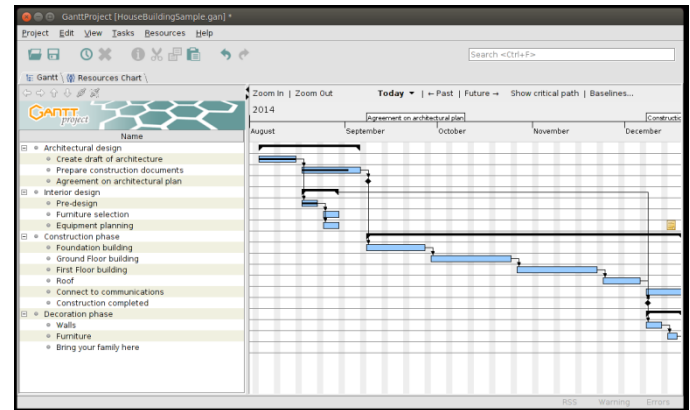 GanttProject [HouseBuildingSample.gan] *
Project Edit View Tasks Resources Help
Search <Ctrl+F>
Gantt Resources Chart
Zoom In | Zoom Out Today | ← Past | Future → Show critical path | Baselines...
GANTT project
2014
Agreement on architectural plan
Constructio
Name
August September October November December
Architectural design
Create draft of architecture
Prepare construction documents
Agreement on architectural plan
Interior design
Pre-design
Furniture selection
Equipment planning
Construction phase
Foundation building
Ground Floor building
First Floor building
Roof
Connect to communications
Construction completed
Decoration phase
Walls
Furniture
Bring your family here
RSS Warning Errors